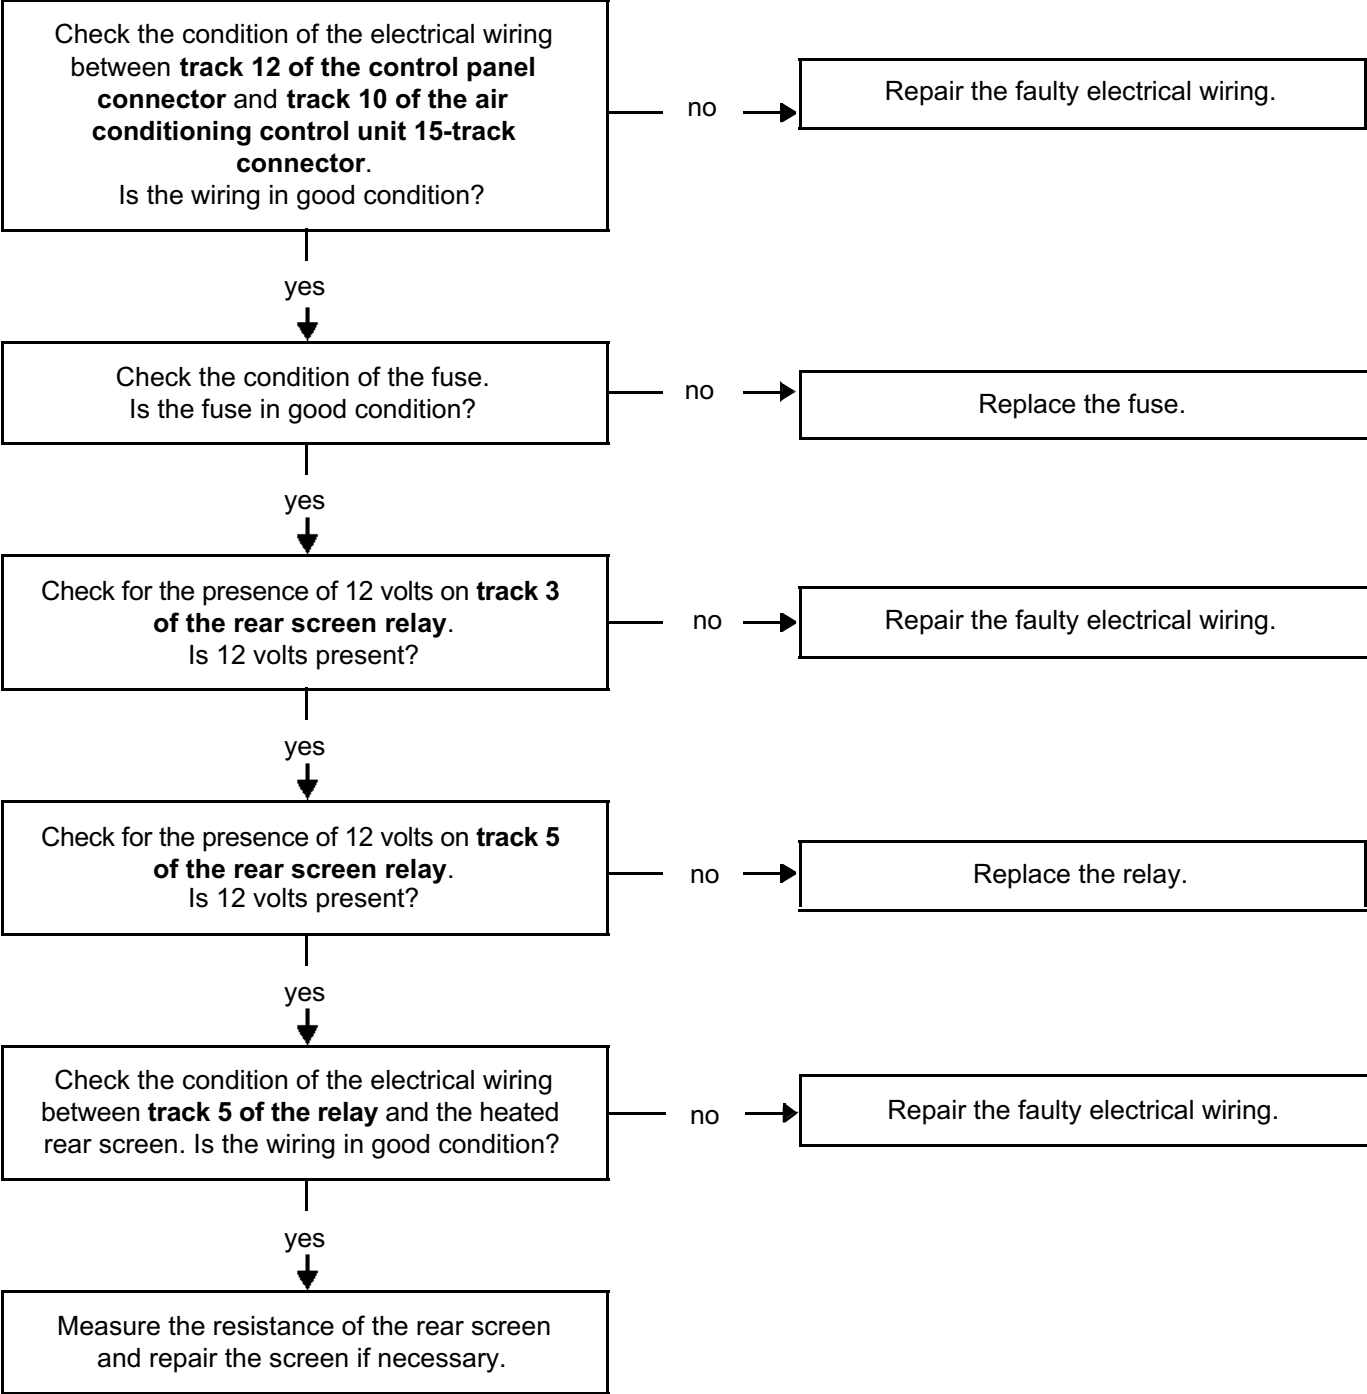 Check the condition of the electrical wiring
between track 12 of the control panel
connector and track 10 of the air
conditioning control unit 15-track
connector.
Is the wiring in good condition?
no
Repair the faulty electrical wiring.
yes
Check the condition of the fuse.
Is the fuse in good condition?
no
Replace the fuse.
yes
Check for the presence of 12 volts on track 3
of the rear screen relay.
Is 12 volts present?
no
Repair the faulty electrical wiring.
yes
Check for the presence of 12 volts on track 5
of the rear screen relay.
Is 12 volts present?
no
Replace the relay.
yes
Check the condition of the electrical wiring
between track 5 of the relay and the heated
rear screen. Is the wiring in good condition?
no
Repair the faulty electrical wiring.
yes
Measure the resistance of the rear screen
and repair the screen if necessary.